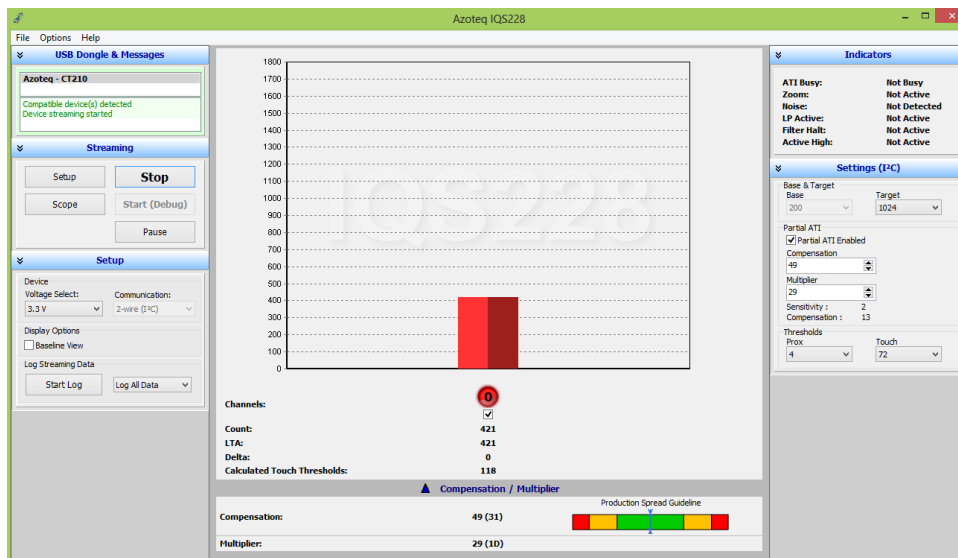 Azoteq IQS228
File Options Help
USB Dongle & Messages
Azoteq - CT210
Compatible device(s) detected
Device streaming started
Streaming
Setup Stop
Scope Start (Debug)
Pause
Setup
Device
Voltage Select: Communication:
3.3 V 2-wire (I²C)
Display Options
Baseline View
Log Streaming Data
Start Log Log All Data
1800
1700
1600
1500
1400
1300
1200
1100
1000
900
800
700
600
500
400
300
200
100
0
IQS228
Channels: 0
Count: 421
LTA: 421
Delta: 0
Calculated Touch Thresholds: 118
Compensation / Multiplier
Production Spread Guideline
Compensation: 49 (31)
Multiplier: 29 (1D)
Indicators
ATI Busy: Not Busy
Zoom: Not Active
Noise: Not Detected
LP Active: Not Active
Filter Halt: Not Active
Active High: Not Active
Settings (I²C)
Base & Target
Base Target
200 1024
Partial ATI
Partial ATI Enabled
Compensation
49
Multiplier
29
Sensitivity : 2
Compensation : 13
Thresholds
Prox Touch
4 72